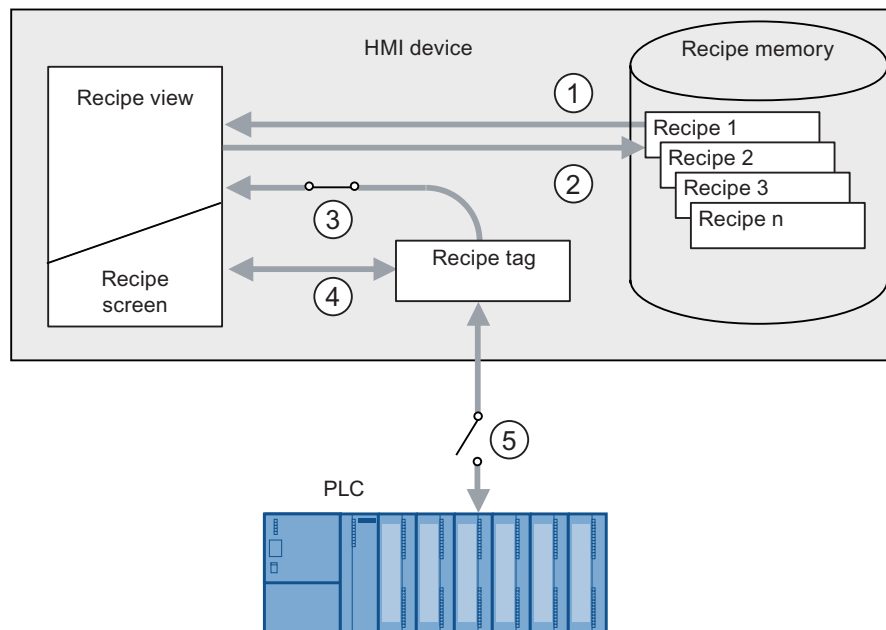 HMI device
Recipe memory
Recipe view
1
Recipe 1
Recipe 2
2
Recipe 3
3
Recipe n
Recipe tag
Recipe
screen
4
5
PLC